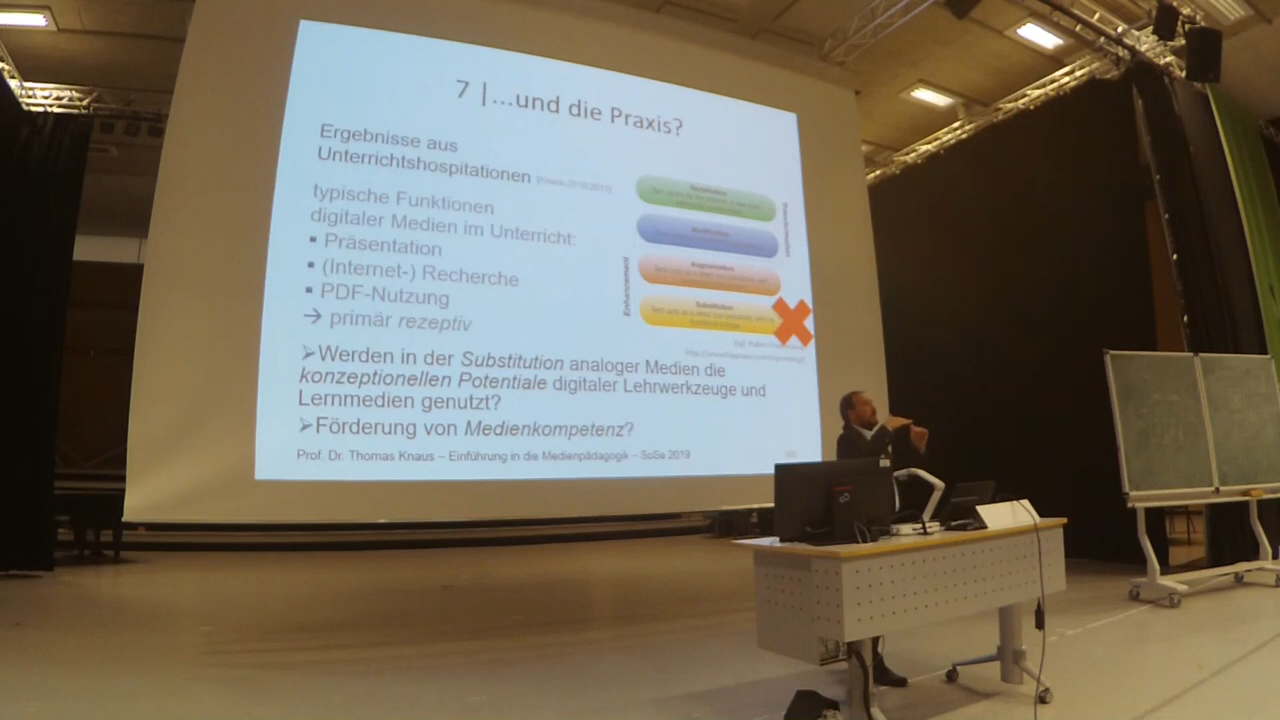 7 |...und die Praxis?
Ergebnisse aus
Unterrichtshospitationen
typische Funktionen
digitaler Medien im Unterricht:
▪ Präsentation
▪ (Internet-) Recherche
▪ PDF-Nutzung
→ primär rezeptiv
Enhancement
Augmentation
Substitution
➢Werden in der Substitution analoger Medien die
konzeptionellen Potentiale digitaler Lehrwerkzeuge und
Lernmedien genutzt?
➢Förderung von Medienkompetenz?
Prof. Dr. Thomas Knaus – Einführung in die Medienpädagogik – SoSe 2019